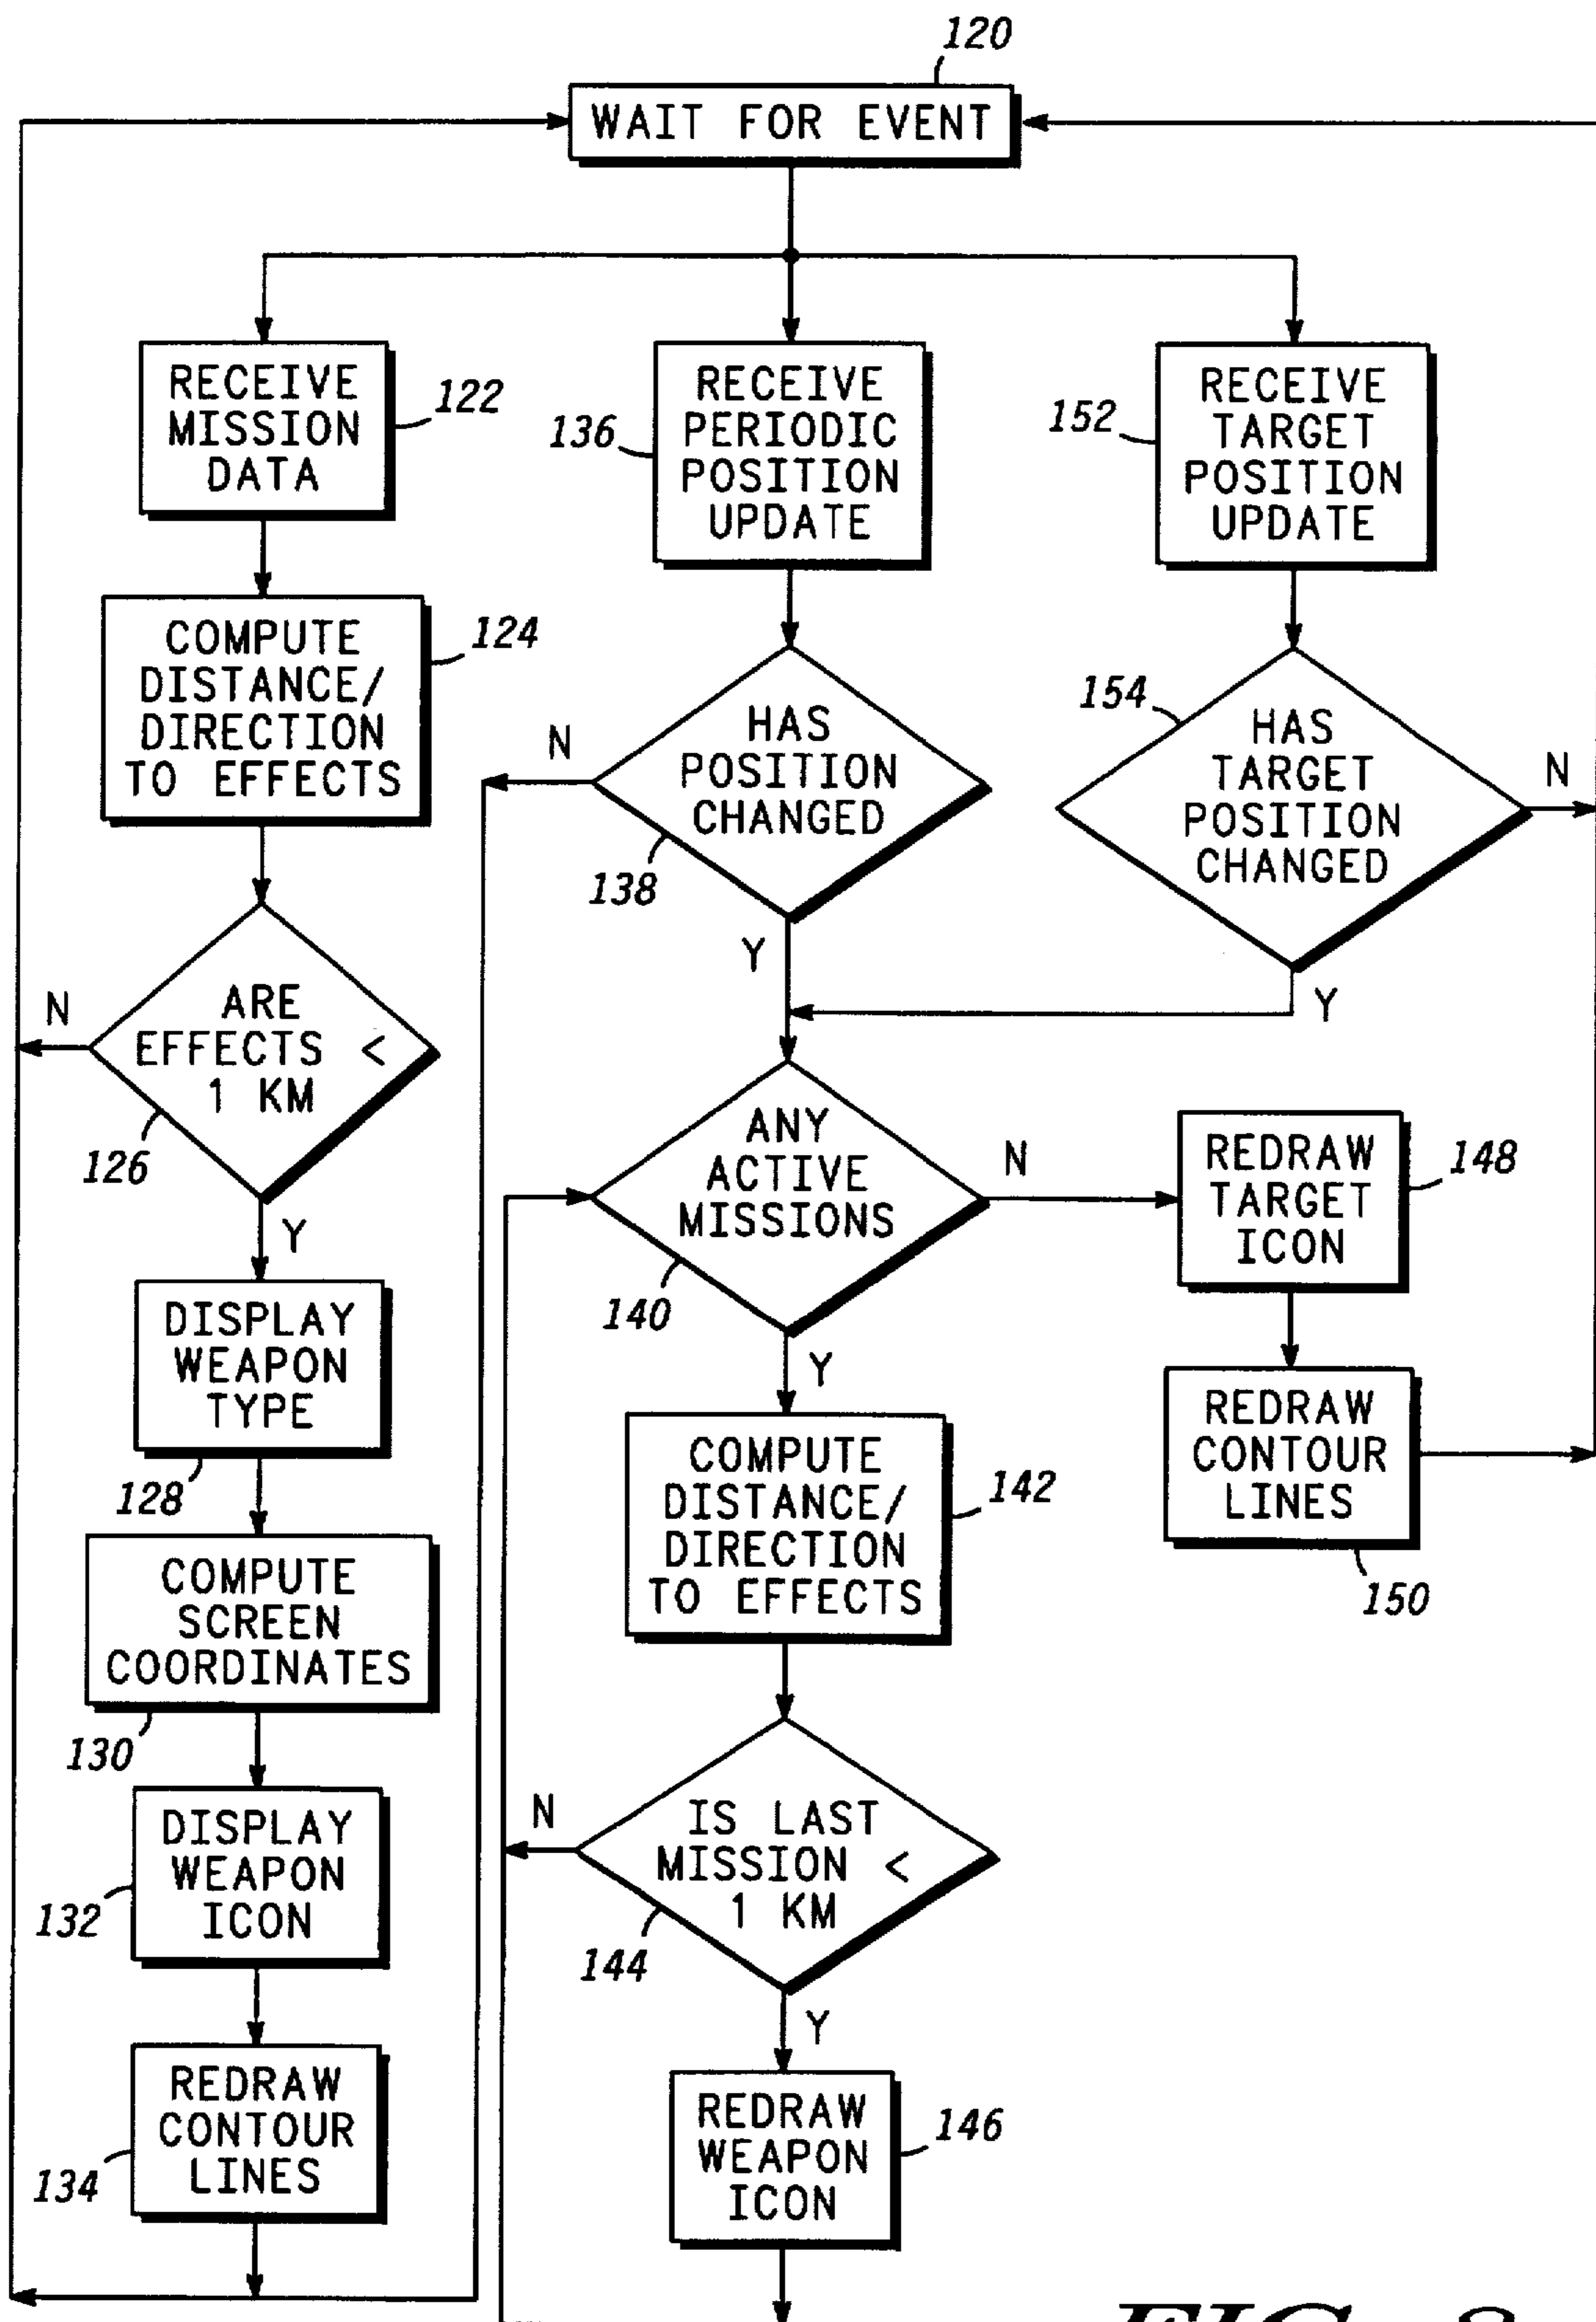 120
WAIT FOR EVENT
RECEIVE
MISSION
DATA
122
COMPUTE
DISTANCE/
DIRECTION
TO EFFECTS
124
N
ARE
EFFECTS <
1 KM
126
Y
DISPLAY
WEAPON
TYPE
128
COMPUTE
SCREEN
COORDINATES
130
DISPLAY
WEAPON
ICON
132
REDRAW
CONTOUR
LINES
134
136
RECEIVE
PERIODIC
POSITION
UPDATE
N
HAS
POSITION
CHANGED
138
Y
ANY
ACTIVE
MISSIONS
N
140
Y
COMPUTE
DISTANCE/
DIRECTION
TO EFFECTS
142
N
IS LAST
MISSION <
1 KM
144
Y
REDRAW
WEAPON
ICON
146
152
RECEIVE
TARGET
POSITION
UPDATE
154
HAS
TARGET
POSITION
CHANGED
N
Y
REDRAW
TARGET
ICON
148
REDRAW
CONTOUR
LINES
150